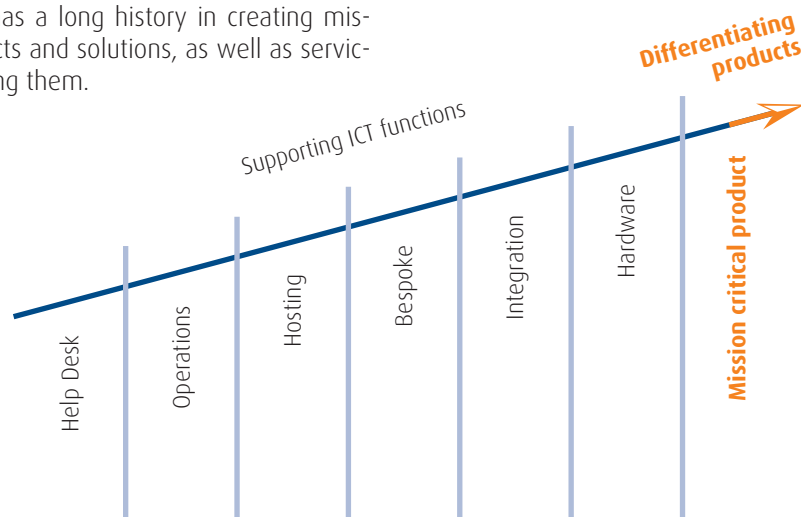 as a long history in creating mis-
cts and solutions, as well as servic-
ng them.
Differentiating
products
Supporting ICT functions
Help Desk
Operations
Hosting
Bespoke
Integration
Hardware
Mission critical product